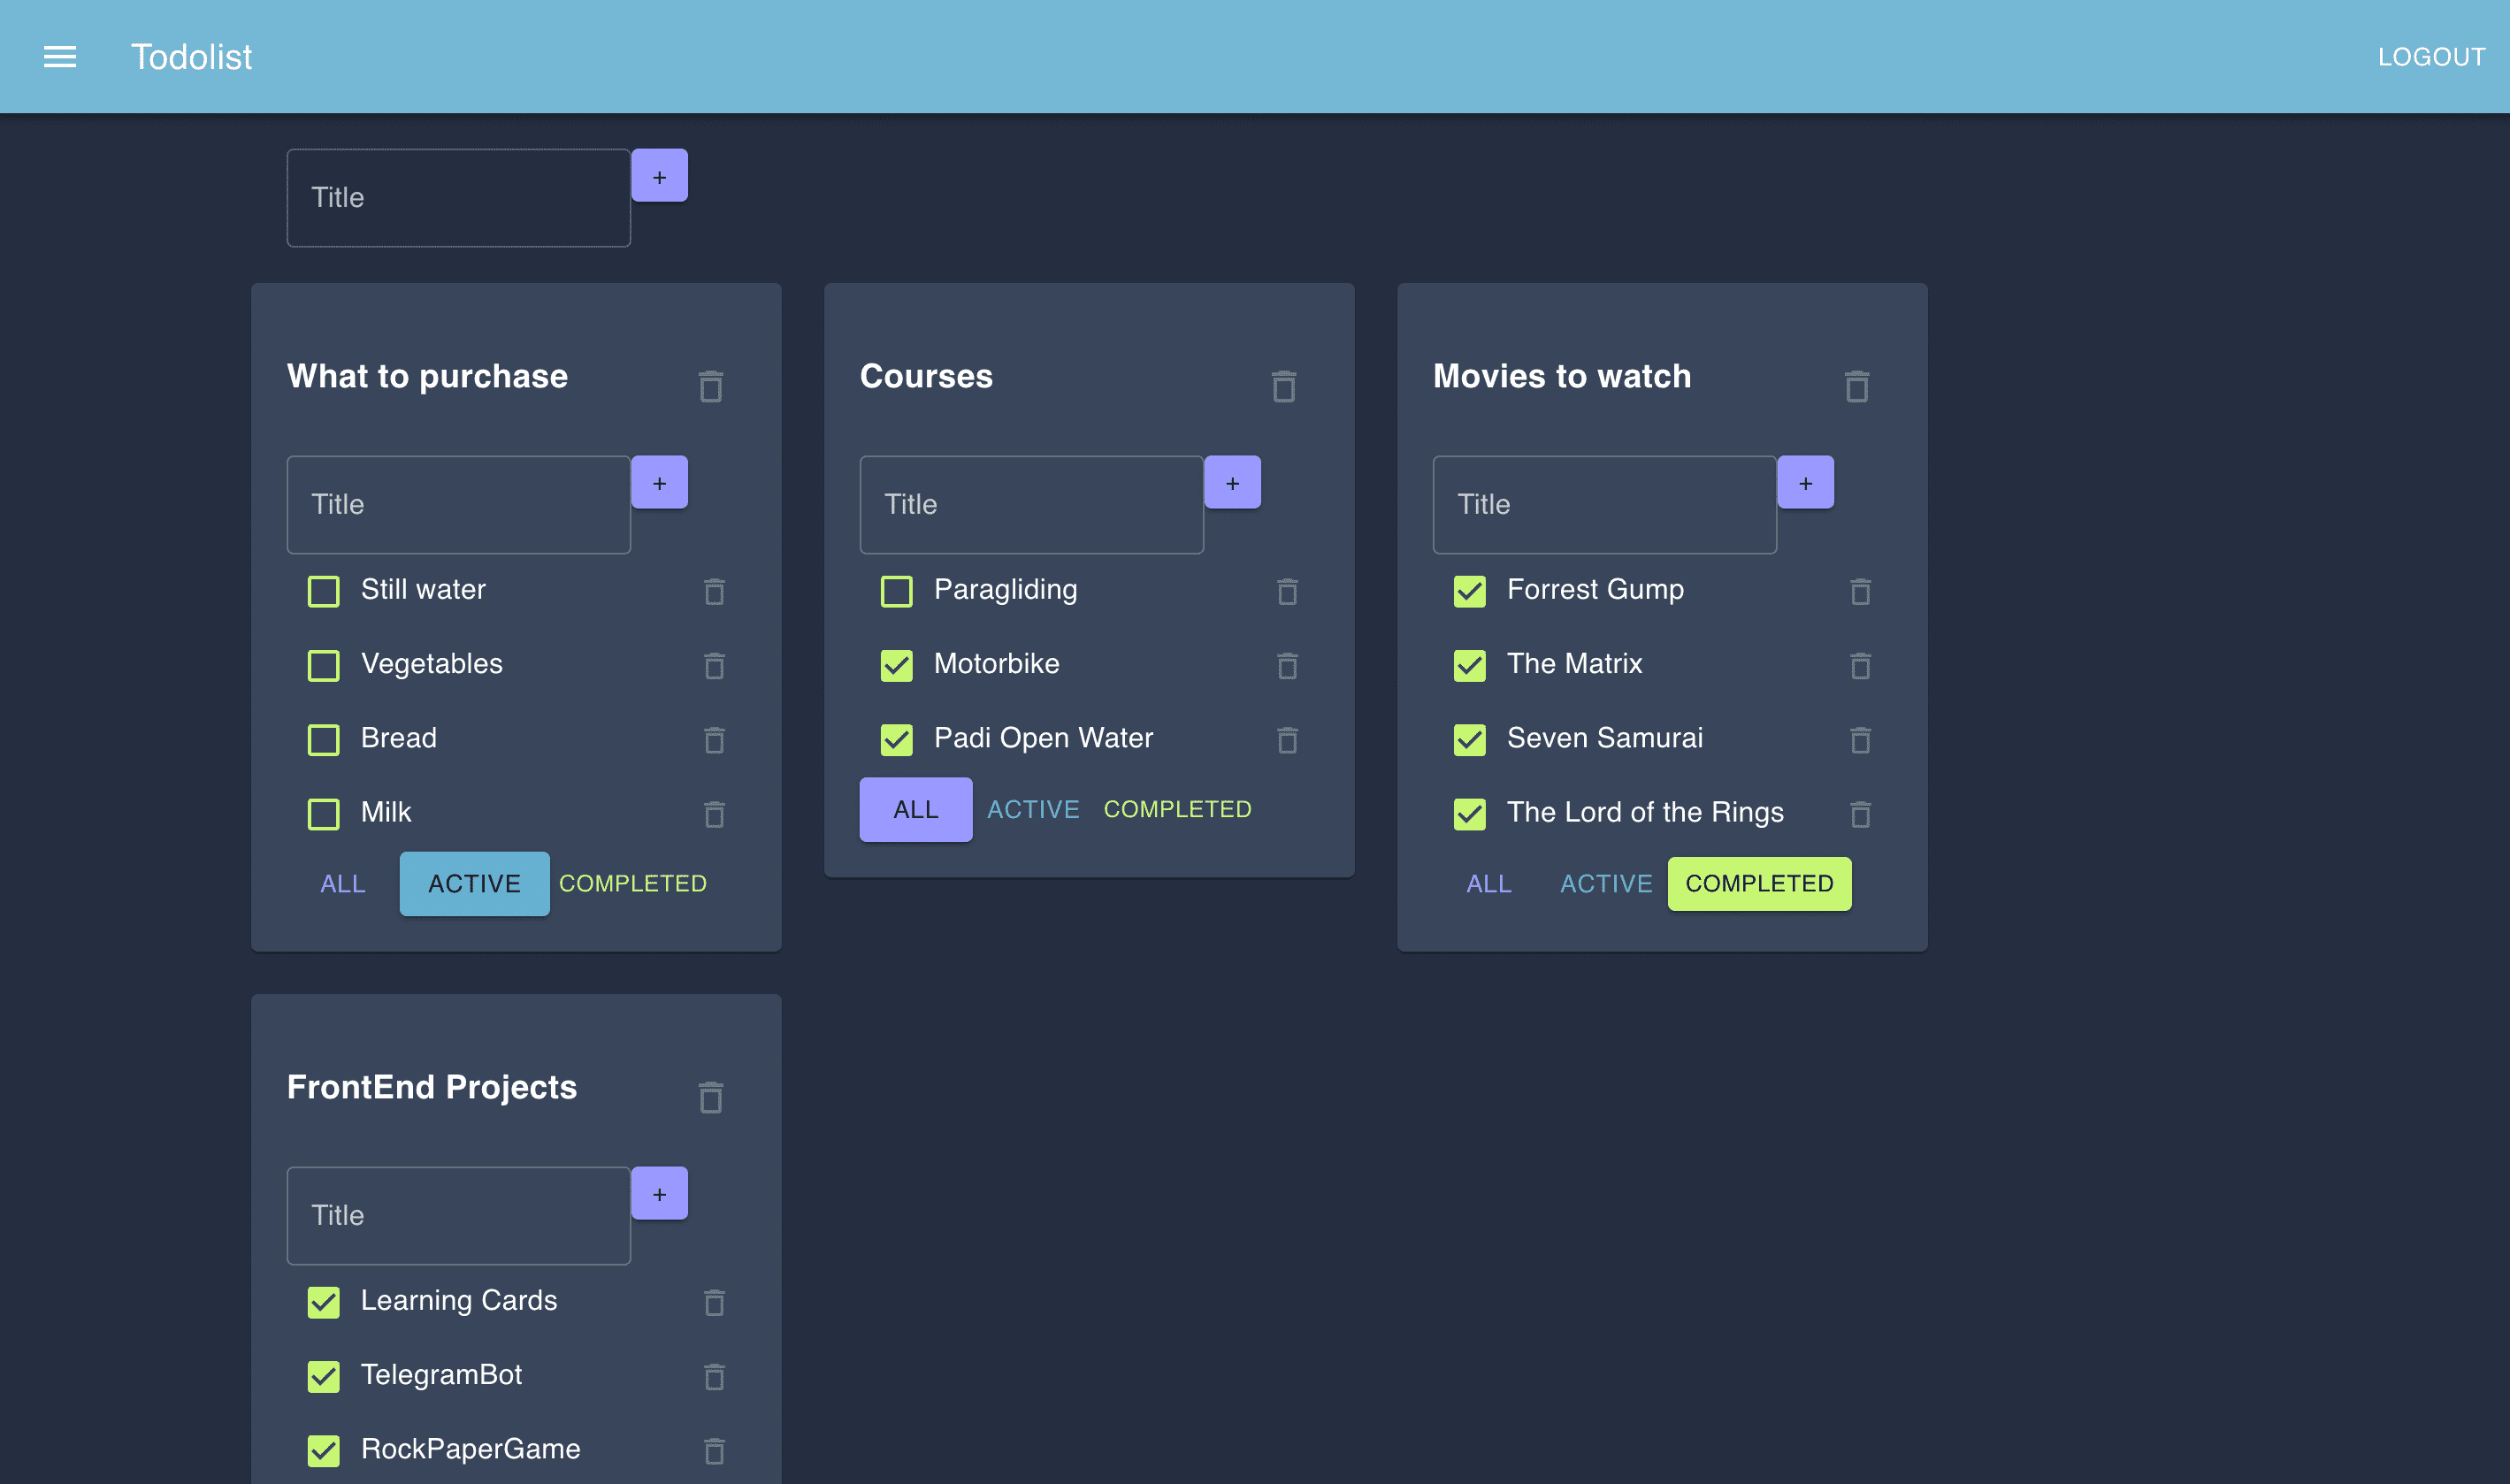 Todolist
LOGOUT
Title
+
What to purchase
Title
+
Still water
Vegetables
Bread
Milk
ALL ACTIVE COMPLETED
Courses
Title
+
Paragliding
Motorbike
Padi Open Water
ALL ACTIVE COMPLETED
Movies to watch
Title
+
Forrest Gump
The Matrix
Seven Samurai
The Lord of the Rings
ALL ACTIVE COMPLETED
FrontEnd Projects
Title
+
Learning Cards
TelegramBot
RockPaperGame